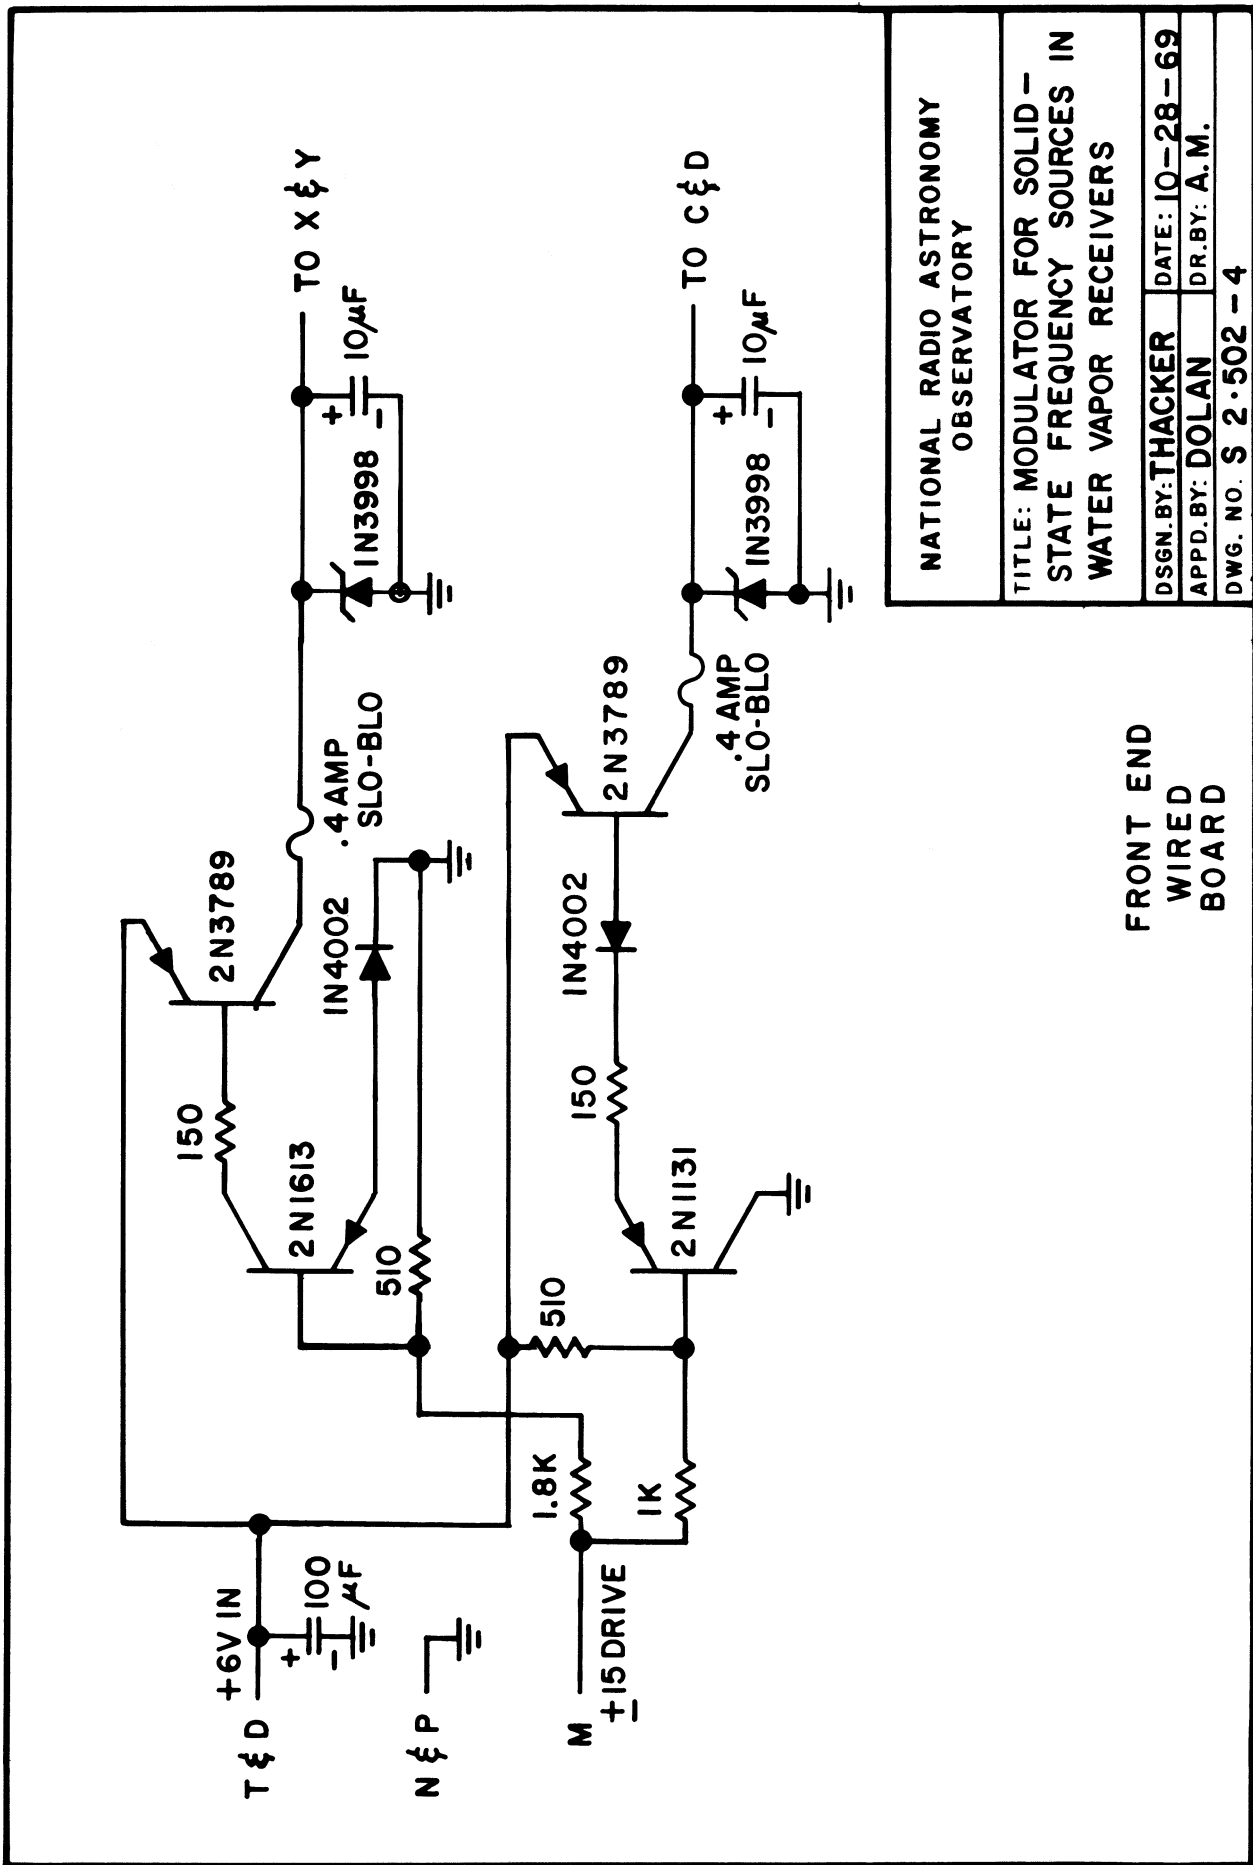 T & D
+6V IN
+
100
µF
-
N & P
M
±15 DRIVE
1.8K
1K
510
510
2N1613
150
2N3789
1N4002
.4 AMP
SLO-BLO
1N3998
+
10µF
-
TO X & Y
2N1131
150
1N4002
2N3789
.4 AMP
SLO-BLO
1N3998
+
10µF
-
TO C & D
FRONT END
WIRED
BOARD
NATIONAL RADIO ASTRONOMY
OBSERVATORY
TITLE: MODULATOR FOR SOLID-
STATE FREQUENCY SOURCES IN
WATER VAPOR RECEIVERS
DSGN. BY: THACKER DATE: 10-28-69
APPD. BY: DOLAN DR. BY: A.M.
DWG. NO. S 2.502-4